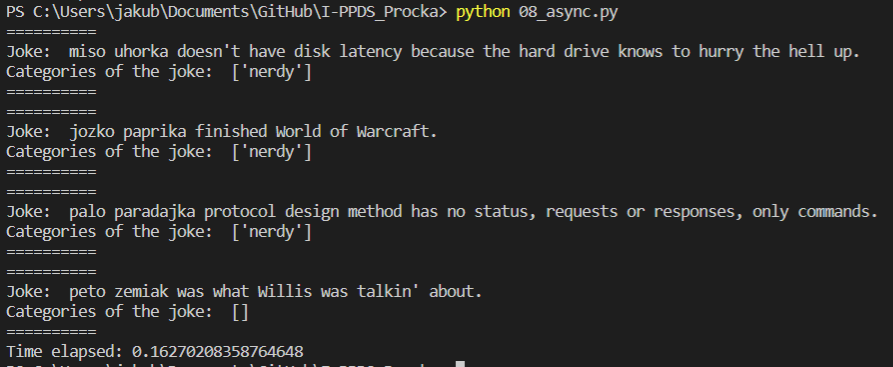 PS C:\Users\jakub\Documents\GitHub\I-PPDS_Procka> python 08_async.py
==========
Joke:  miso uhorka doesn't have disk latency because the hard drive knows to hurry the hell up.
Categories of the joke:  ['nerdy']
==========
==========
Joke:  jozko paprika finished World of Warcraft.
Categories of the joke:  ['nerdy']
==========
==========
Joke:  palo paradajka protocol design method has no status, requests or responses, only commands.
Categories of the joke:  ['nerdy']
==========
==========
Joke:  peto zemiak was what Willis was talkin' about.
Categories of the joke:  []
==========
Time elapsed: 0.16270208358764648